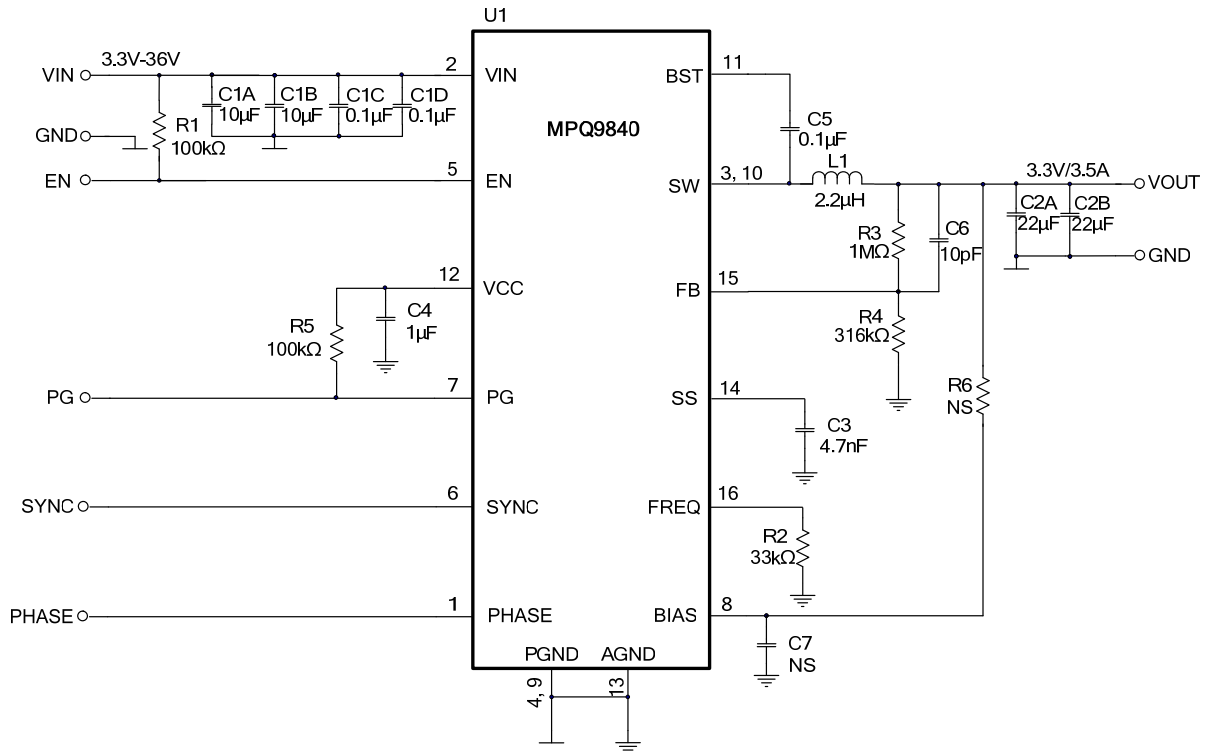 U1
MPQ9840
3.3V-36V
VIN
2
VIN
C1A
10µF
C1B
10µF
C1C
0.1µF
C1D
0.1µF
GND
R1
100kΩ
EN
5
EN
12
VCC
C4
1µF
R5
100kΩ
PG
7
PG
SYNC
6
SYNC
PHASE
1
PHASE
PGND
AGND
4, 9
13
BST
11
C5
0.1µF
SW
3, 10
L1
2.2µH
3.3V/3.5A
VOUT
C2A
22µF
C2B
22µF
GND
R3
1MΩ
C6
10pF
FB
15
R4
316kΩ
R6
NS
SS
14
C3
4.7nF
FREQ
16
R2
33kΩ
BIAS
8
C7
NS